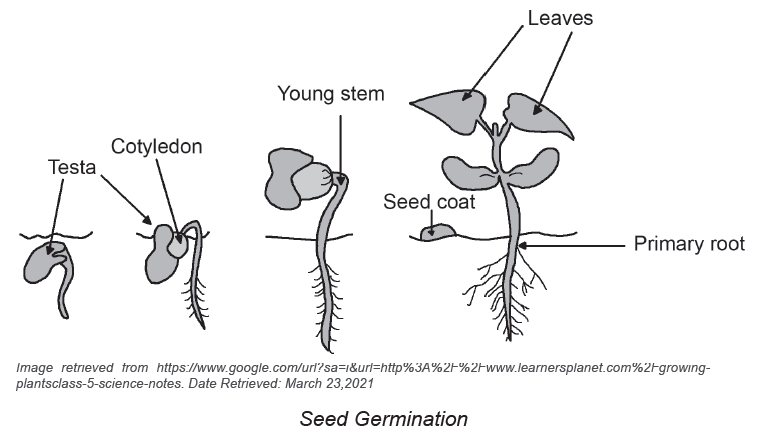 Leaves
Young stem
Cotyledon
Testa
Seed coat
Primary root
Image retrieved from https://www.google.com/url?sa=i&url=http%3A%2F%2Fwww.learnersplanet.com%2Fgrowing-
plantsclass-5-science-notes. Date Retrieved: March 23,2021
Seed Germination